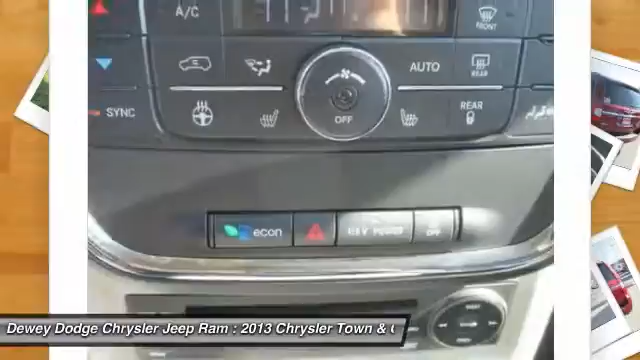 A/C
FRONT
AUTO
REAR
SYNC
OFF
REAR
econ
OFF
Dewey Dodge Chrysler Jeep Ram : 2013 Chrysler Town &